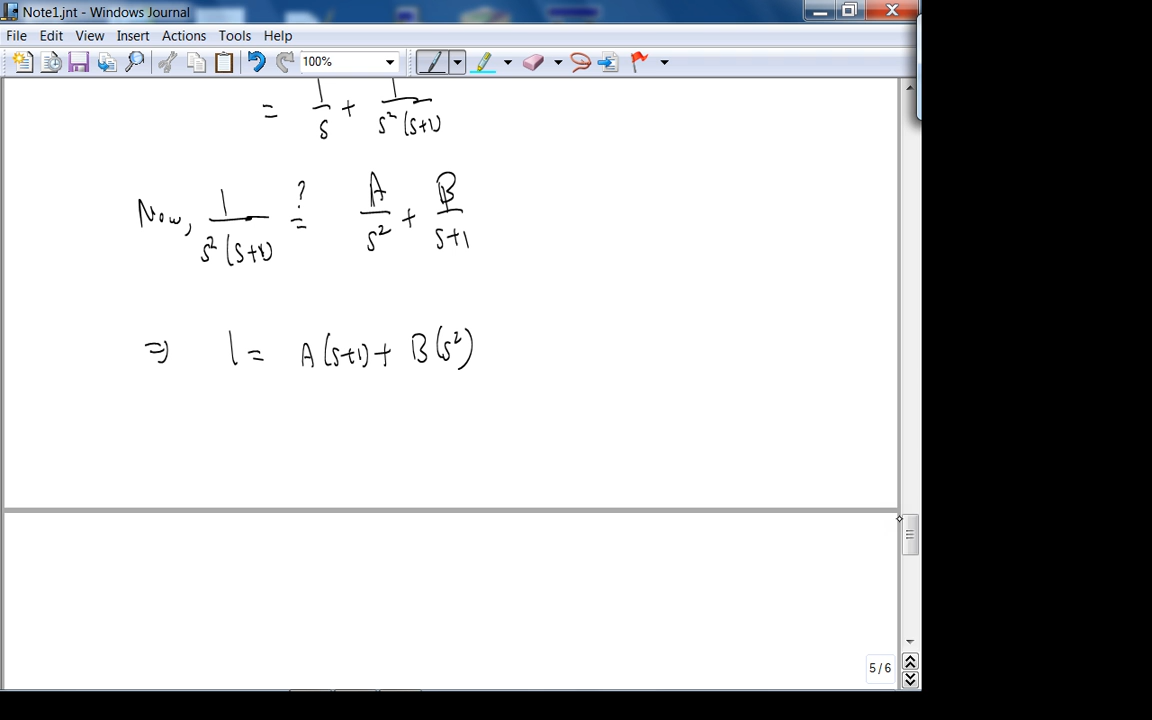 Note1.jnt - Windows Journal
File Edit View Insert Actions Tools Help
100%
= 1/s + 1/(s²(s+1))
Now, 1/(s²(s+1)) ?= A/s² + B/(s+1)
⇒ 1 = A(s+1) + B(s²)
5 / 6